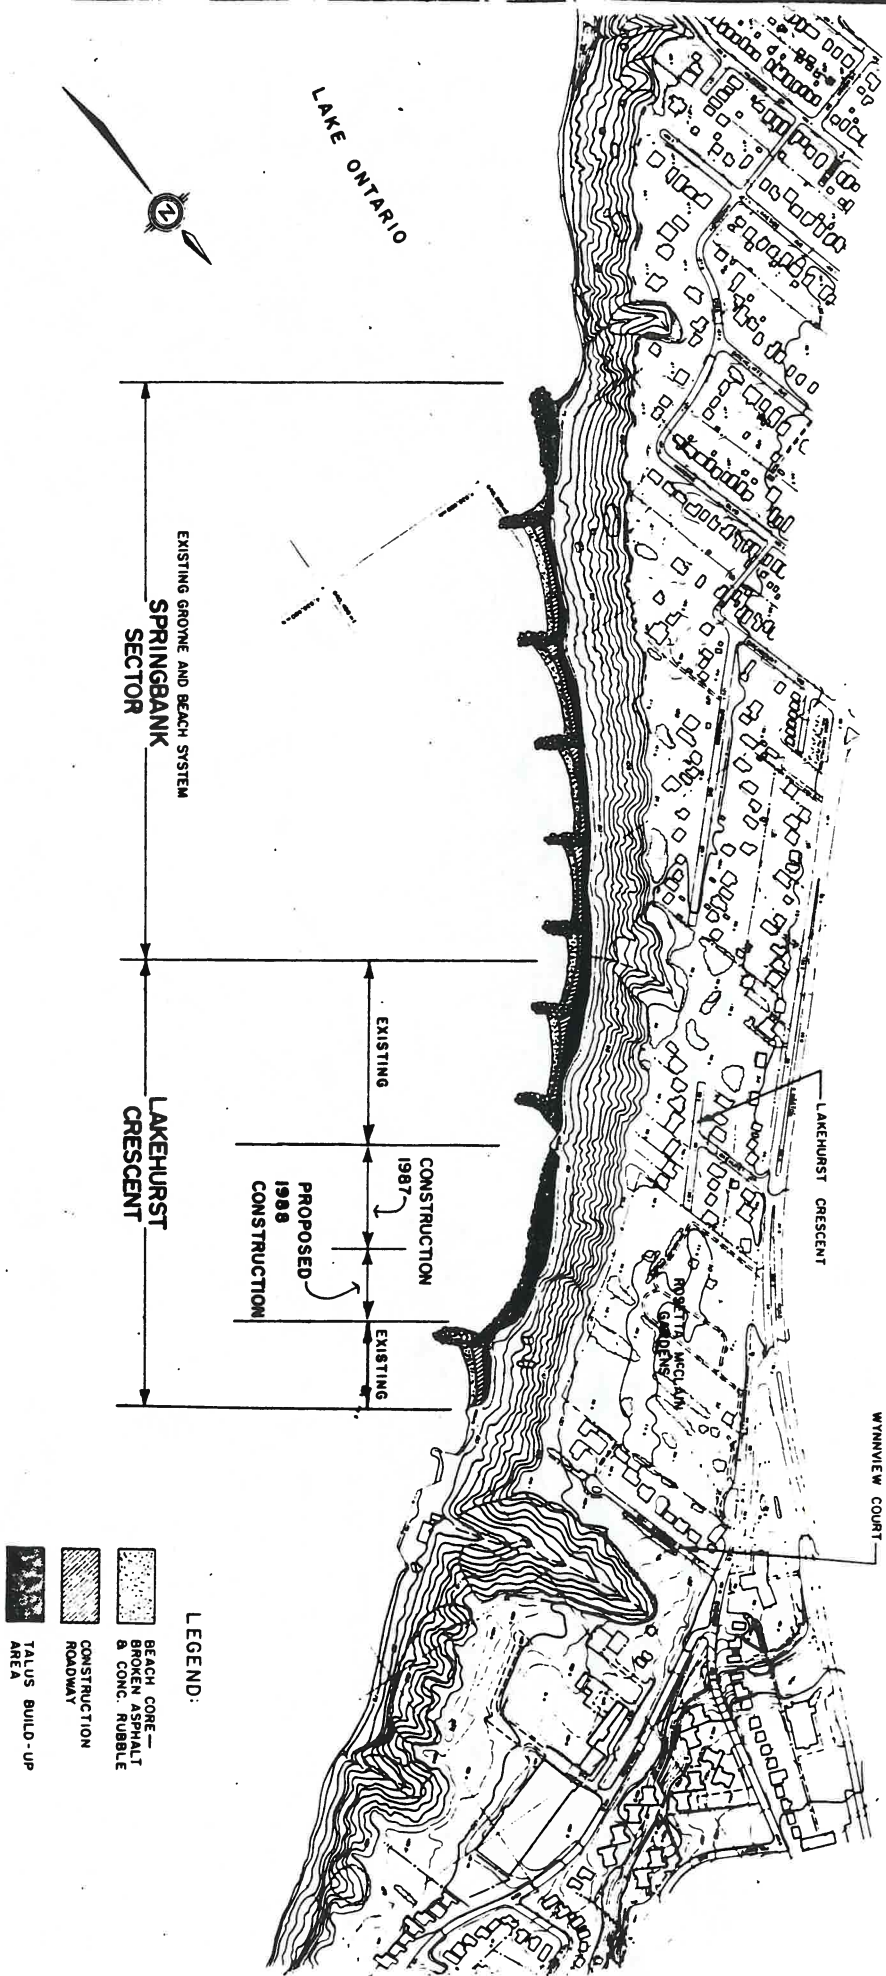 LAKE ONTARIO
N
EXISTING GROYNE AND BEACH SYSTEM
SPRINGBANK
SECTOR
LAKEHURST
CRESCENT
EXISTING
CONSTRUCTION
1987
PROPOSED
1988
CONSTRUCTION
EXISTING
LAKEHURST CRESCENT
ROSETTA McCLAIN
GARDENS
WYNNVIEW COURT
LEGEND:
BEACH CORE—
BROKEN ASPHALT
& CONC. RUBBLE
CONSTRUCTION
ROADWAY
TALUS BUILD-UP
AREA